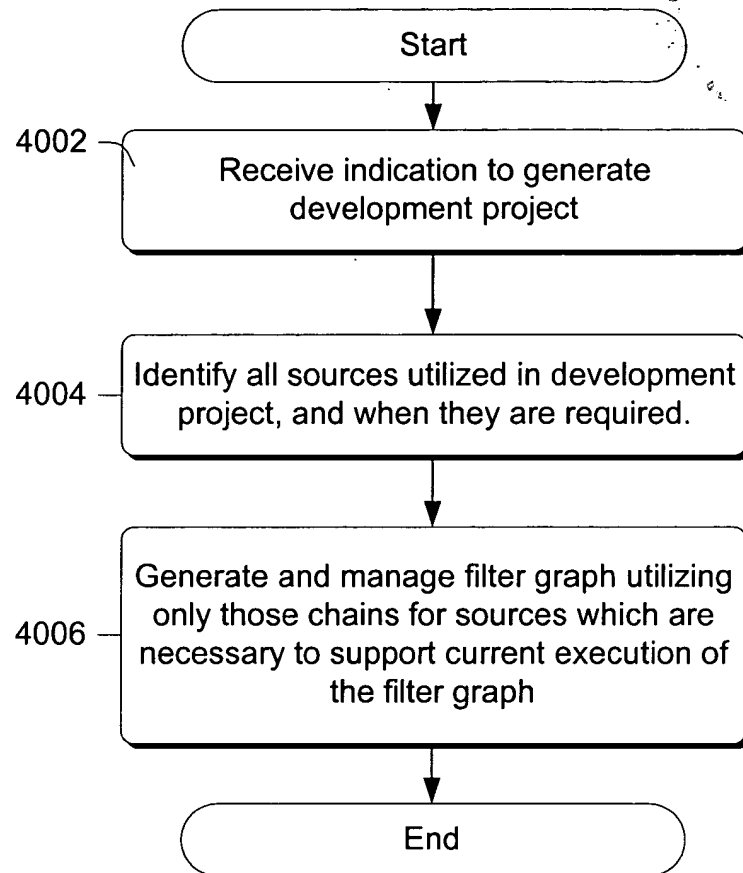 Start
4002
Receive indication to generate
development project
4004
Identify all sources utilized in development
project, and when they are required.
4006
Generate and manage filter graph utilizing
only those chains for sources which are
necessary to support current execution of
the filter graph
End